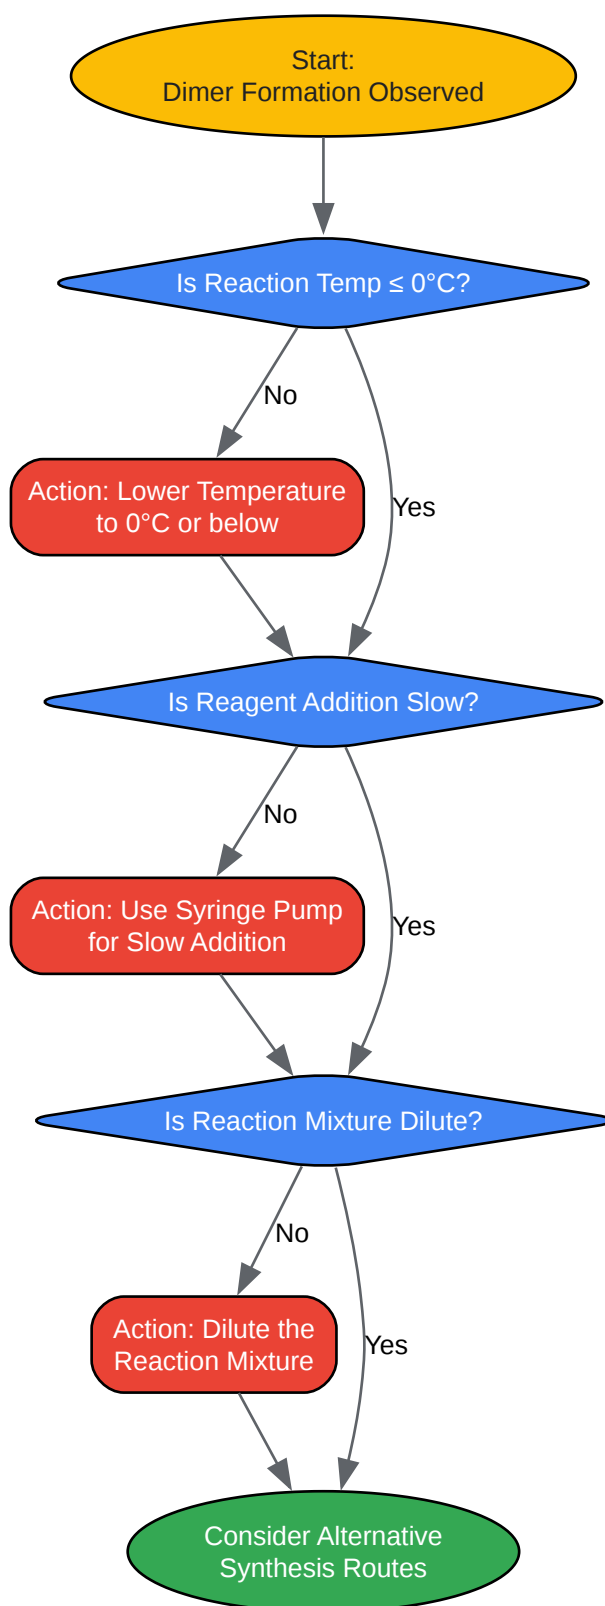 Start:
Dimer Formation Observed
Is Reaction Temp ≤ 0°C?
No
Action: Lower Temperature
to 0°C or below
Yes
Is Reagent Addition Slow?
No
Action: Use Syringe Pump
for Slow Addition
Yes
Is Reaction Mixture Dilute?
No
Action: Dilute the
Reaction Mixture
Yes
Consider Alternative
Synthesis Routes